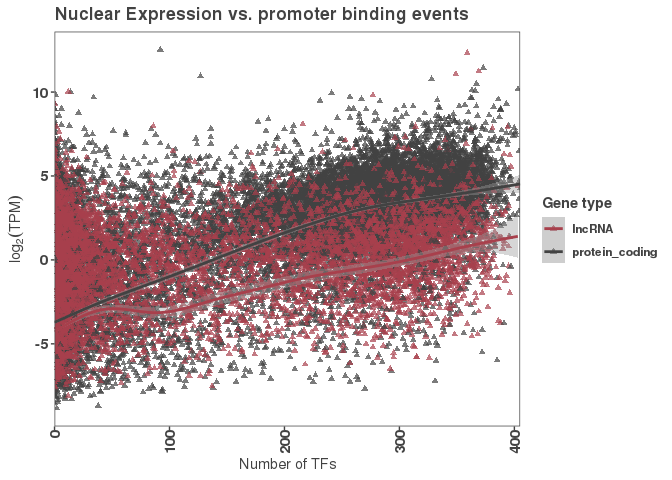 Nuclear Expression vs. promoter binding events
log2(TPM)
10
5
0
-5
0
100
200
300
400
Number of TFs
Gene type
lncRNA
protein_coding